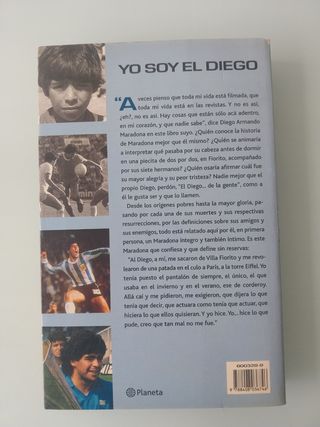 YO SOY EL DIEGO
"A veces pienso que toda mi vida está filmada, que
toda mi vida está en las revistas. Y no es así,
¿eh?, no es así. Hay cosas que están sólo acá adentro,
en mi corazón, y que nadie sabe", dice Diego Armando
Maradona en este libro suyo. ¿Quién conoce la historia
de Maradona mejor que él mismo? ¿Quién se animaría
a interpretar qué pasaba por su cabeza antes de dormir
en una piecita de dos por dos, en Fiorito, acompañado
por sus siete hermanos? ¿Quién osaría afirmar cuál fue
su mayor alegría y su peor tristeza? Nadie mejor que el
propio Diego, perdón, "El Diego... de la gente", como a
él le gusta ser y que lo llamen.
Desde los orígenes pobres hasta la mayor gloria, pa-
sando por cada una de sus muertes y sus respectivas
resurrecciones, por las definiciones sobre sus amigos y
sus enemigos, todo está relatado aquí por él, en primera
persona, un Maradona íntegro y también íntimo. Es este
Maradona que confiesa y que define sin reservas:
"Al Diego, a mí, me sacaron de Villa Fiorito y me revo-
learon de una patada en el culo a París, a la torre Eiffel. Yo
tenía puesto el pantalón de siempre, el único, el que
usaba en el invierno y en el verano, ese de corderoy.
Allá caí y me pidieron, me exigieron, que dijera lo que
tenía que decir, que actuara como tenía que actuar, que
hiciera lo que ellos quisieran. Y yo hice. Yo... hice lo que
pude, creo que tan mal no me fue."
Planeta